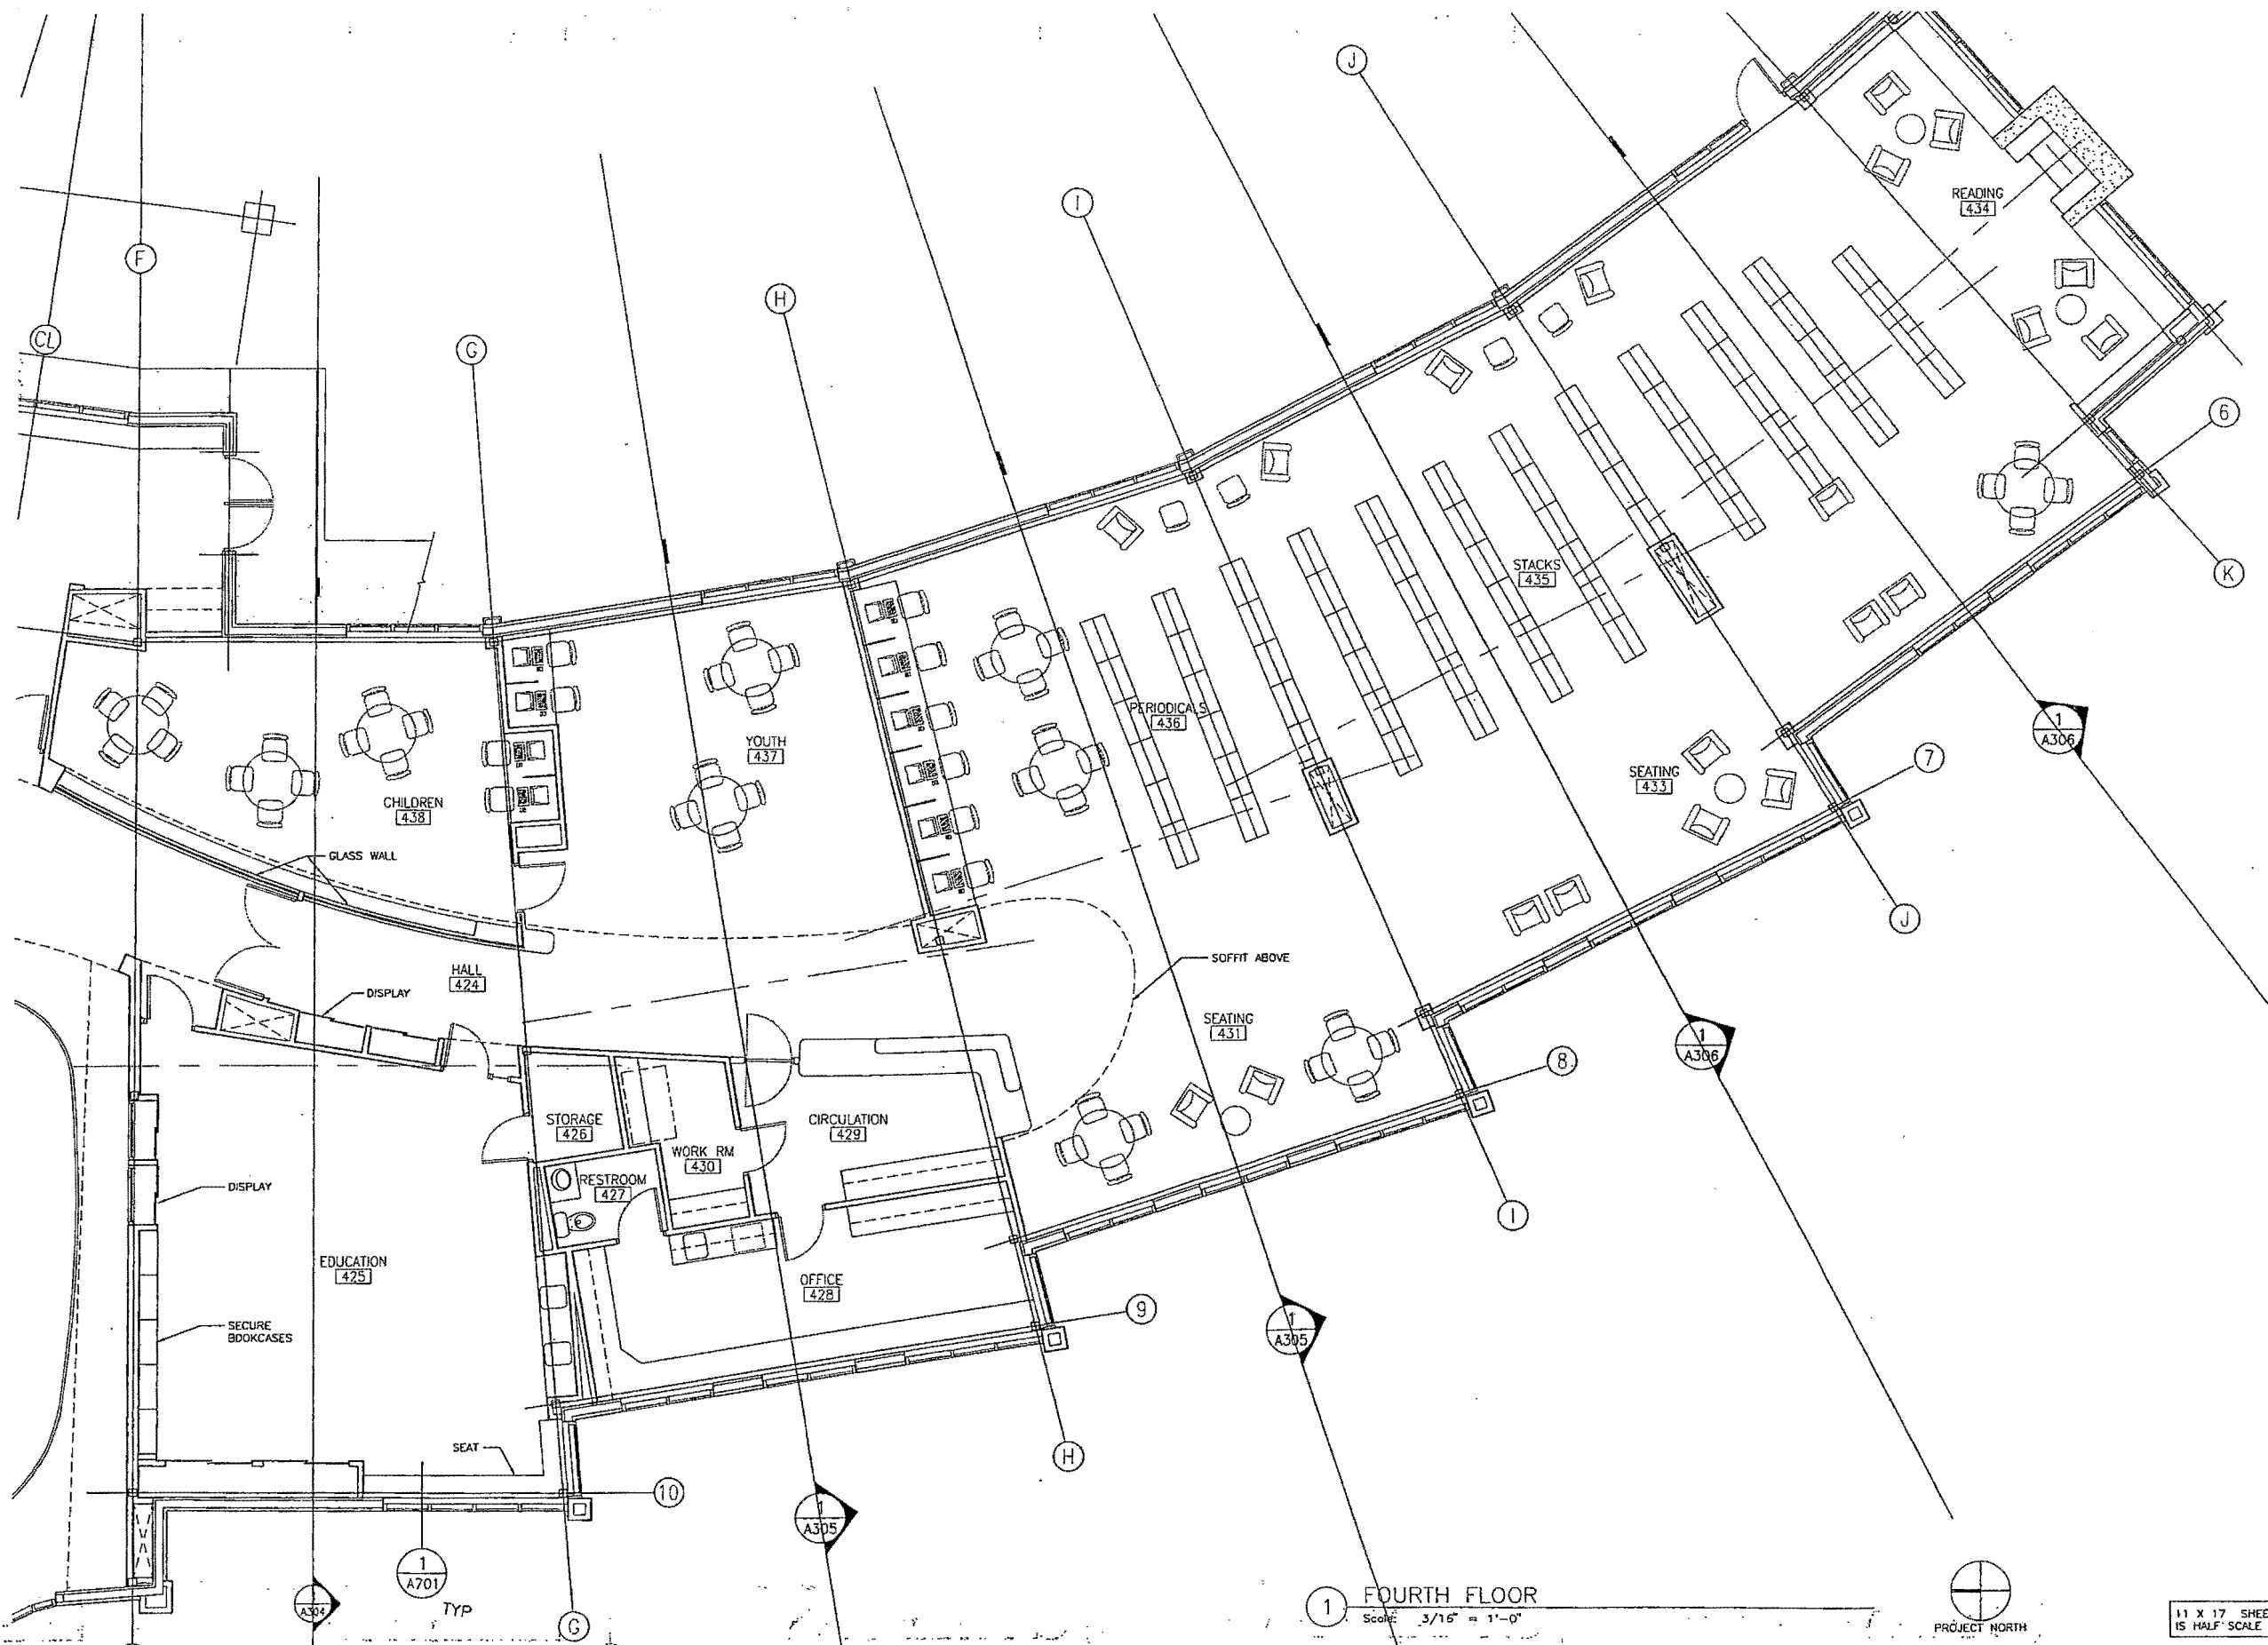 J
READING
434
I
F
H
CL
G
6
STACKS
435
K
PERIODICALS
436
1
A306
YOUTH
437
SEATING
433
7
CHILDREN
438
GLASS WALL
J
HALL
424
DISPLAY
SOFFIT ABOVE
SEATING
431
1
A306
8
STORAGE
426
CIRCULATION
429
WORK RM
430
RESTROOM
427
DISPLAY
I
EDUCATION
425
OFFICE
428
9
1
A305
SECURE
BOOKCASES
SEAT
H
10
1
A305
1
A701
TYP
A304
G
1
FOURTH FLOOR
Scale: 3/16" = 1'-0"
PROJECT NORTH
11 X 17 SHEE
IS HALF SCALE